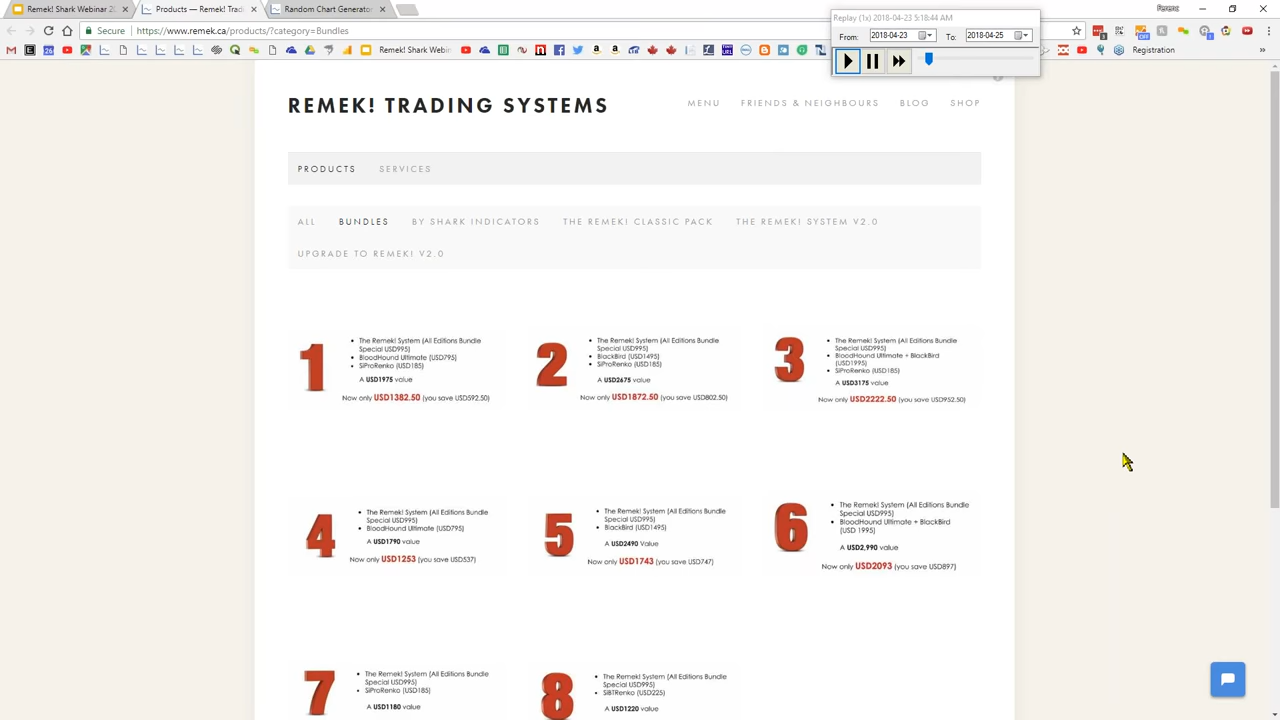 Remek! Shark Webinar 2
Products — Remek! Tradi
Random Chart Generator
Ferenc
Secure
https://www.remek.ca/products/?category=Bundles
Remek! Shark Webin
Registration
Replay (1x) 2018-04-23 5:18:44 AM
From: 2018-04-23 To: 2018-04-25
REMEK! TRADING SYSTEMS
MENU FRIENDS & NEIGHBOURS BLOG SHOP
PRODUCTS SERVICES
ALL BUNDLES BY SHARK INDICATORS THE REMEK! CLASSIC PACK THE REMEK! SYSTEM V2.0
UPGRADE TO REMEK! V2.0
1
• The Remek! System (All Editions Bundle
Special USD995)
• BloodHound Ultimate (USD795)
• SiProRenko (USD185)
A USD1975 value
Now only USD1382.50 (you save USD592.50)
2
• The Remek! System (All Editions Bundle
Special USD995)
• BlackBird (USD1495)
• SiProRenko (USD185)
A USD2675 value
Now only USD1872.50 (you save USD802.50)
3
• The Remek! System (All Editions Bundle
Special USD995)
• BloodHound Ultimate + BlackBird
(USD1995)
• SiProRenko (USD185)
A USD3175 value
Now only USD2222.50 (you save USD952.50)
4
• The Remek! System (All Editions Bundle
Special USD995)
• BloodHound Ultimate (USD795)
A USD1790 value
Now only USD1253 (you save USD537)
5
• The Remek! System (All Editions Bundle
Special USD995)
• BlackBird (USD1495)
A USD2490 Value
Now only USD1743 (you save USD747)
6
• The Remek! System (All Editions Bundle
Special USD995)
• BloodHound Ultimate + BlackBird
(USD 1995)
A USD2,990 value
Now only USD2093 (you save USD897)
7
• The Remek! System (All Editions Bundle
Special USD995)
• SiProRenko (USD185)
A USD1180 value
8
• The Remek! System (All Editions Bundle
Special USD995)
• SiBTRenko (USD225)
A USD1220 value